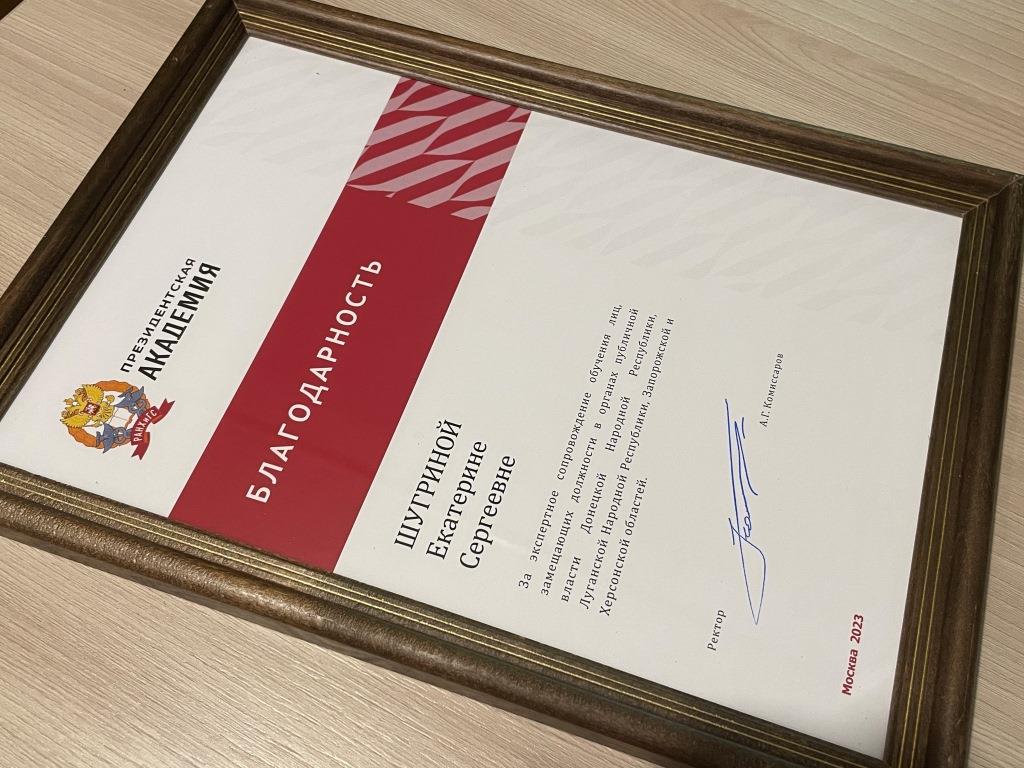 ПРЕЗИДЕНТСКАЯ
АКАДЕМИЯ
РАНХиГС
БЛАГОДАРНОСТЬ
ШУГРИНОЙ
Екатерине
Сергеевне
За экспертное сопровождение обучения лиц,
замещающих должности в органах публичной
власти Донецкой Народной Республики,
Луганской Народной Республики, Запорожской и
Херсонской областей.
Ректор
А.Г. Комиссаров
Москва 2023